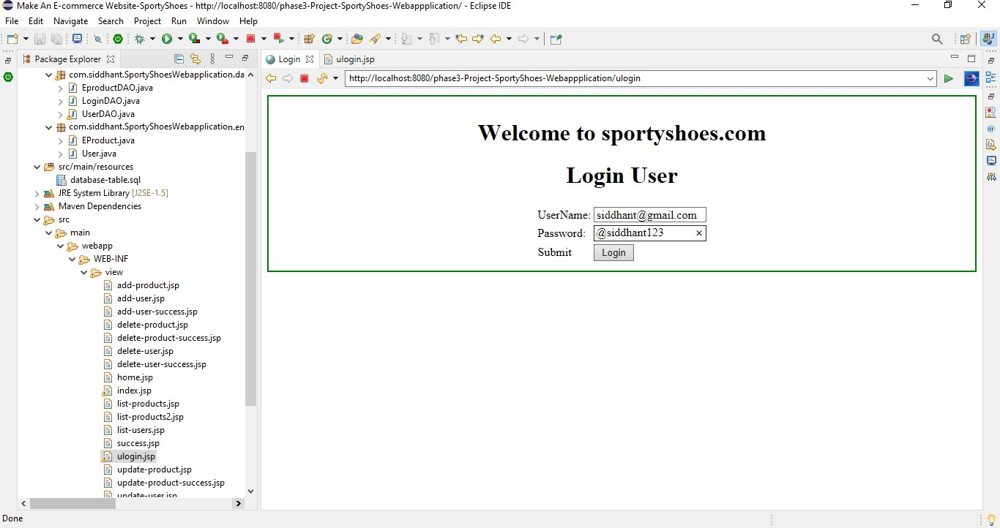 Make An E-commerce Website-SportyShoes - http://localhost:8080/phase3-Project-SportyShoes-Webappplication/ - Eclipse IDE
File Edit Navigate Search Project Run Window Help
Package Explorer
com.siddhant.SportyShoesWebapplication.da
EproductDAO.java
LoginDAO.java
UserDAO.java
com.siddhant.SportyShoesWebapplication.en
EProduct.java
User.java
src/main/resources
database-table.sql
JRE System Library [J2SE-1.5]
Maven Dependencies
src
main
webapp
WEB-INF
view
add-product.jsp
add-user.jsp
add-user-success.jsp
delete-product.jsp
delete-product-success.jsp
delete-user.jsp
delete-user-success.jsp
home.jsp
index.jsp
list-products.jsp
list-products2.jsp
list-users.jsp
success.jsp
ulogin.jsp
update-product.jsp
update-product-success.jsp
update-user.jsp
Login ulogin.jsp
http://localhost:8080/phase3-Project-SportyShoes-Webappplication/ulogin
Welcome to sportyshoes.com
Login User
UserName: siddhant@gmail.com
Password: @siddhant123
Submit Login
Done